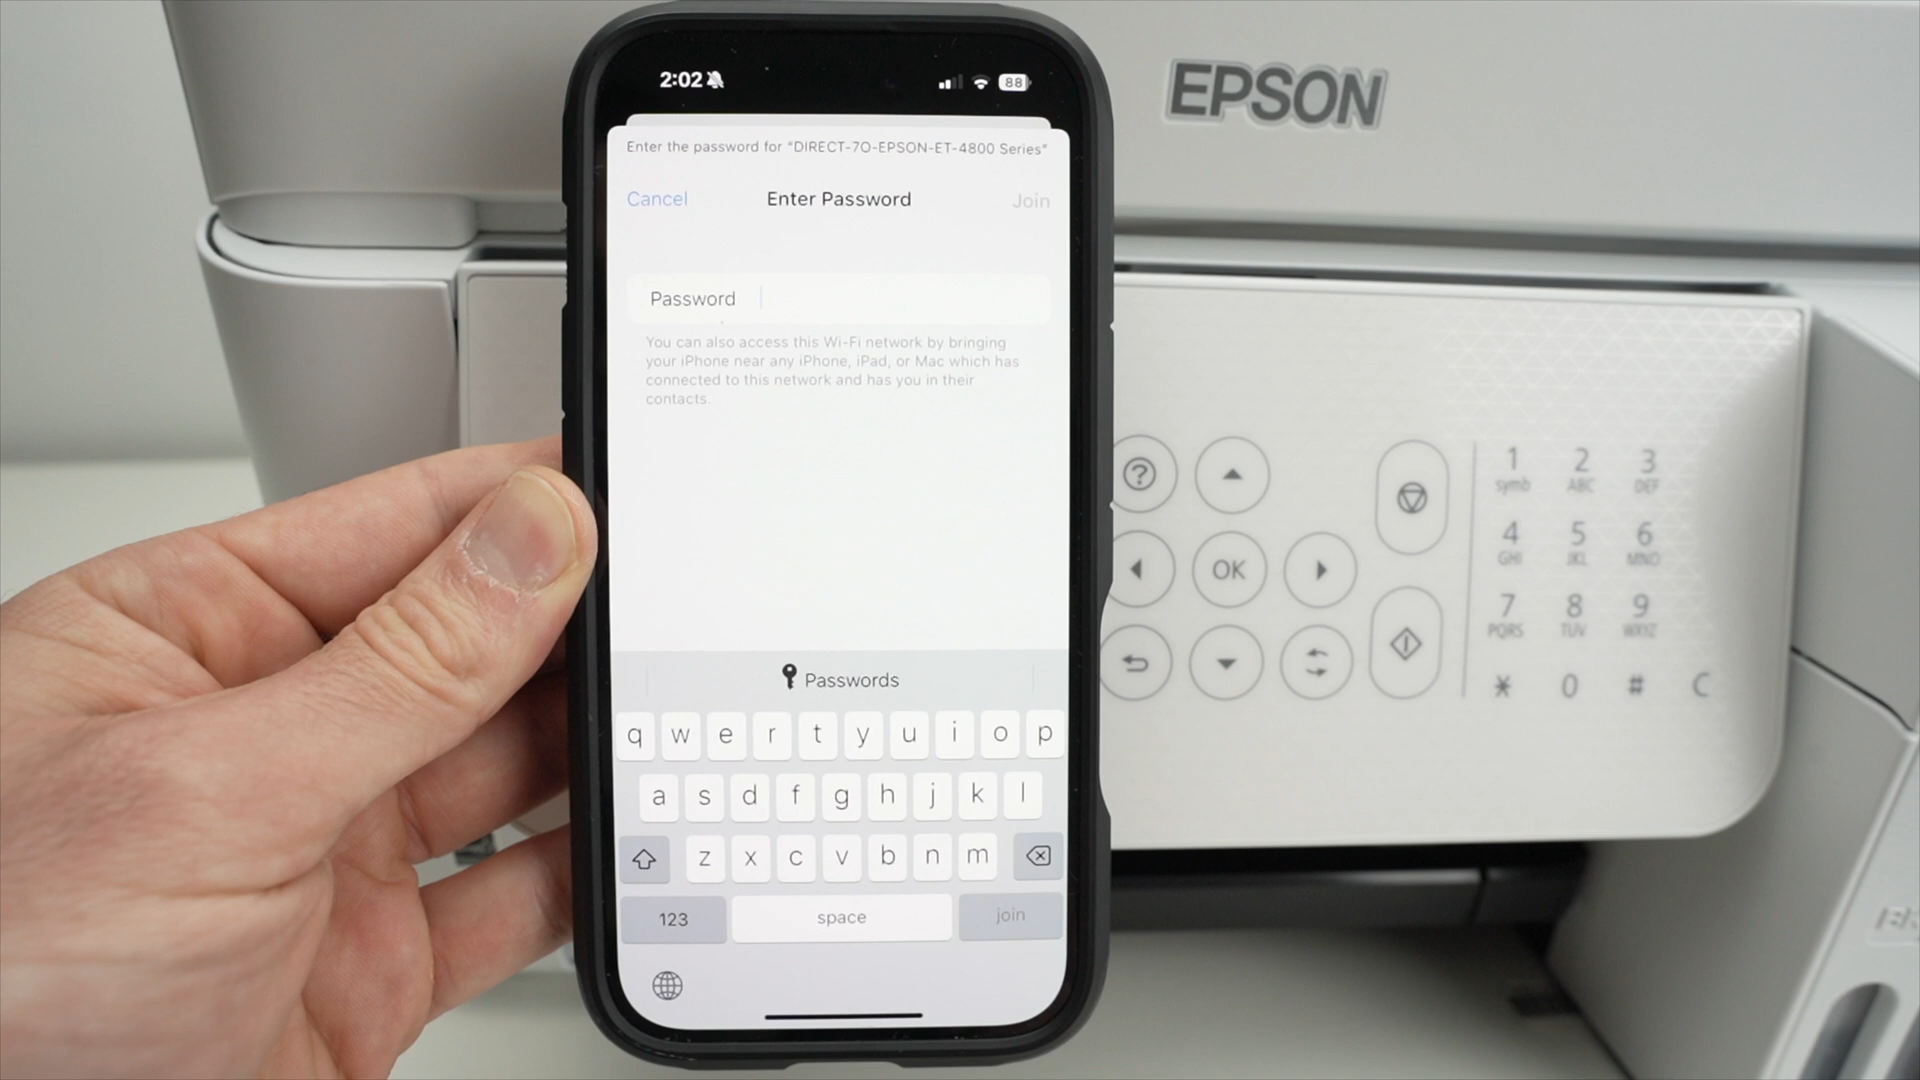 2:02
88
EPSON
Enter the password for "DIRECT-7O-EPSON-ET-4800 Series"
Cancel Enter Password Join
Password
You can also access this Wi-Fi network by bringing
your iPhone near any iPhone, iPad, or Mac which has
connected to this network and has you in their
contacts.
Passwords
q w e r t y u i o p
a s d f g h j k l
z x c v b n m
123 space join
?
OK
1 2 3
symb ABC DEF
4 5 6
GHI JKL MNO
7 8 9
PQRS TUV WXYZ
* 0 # C